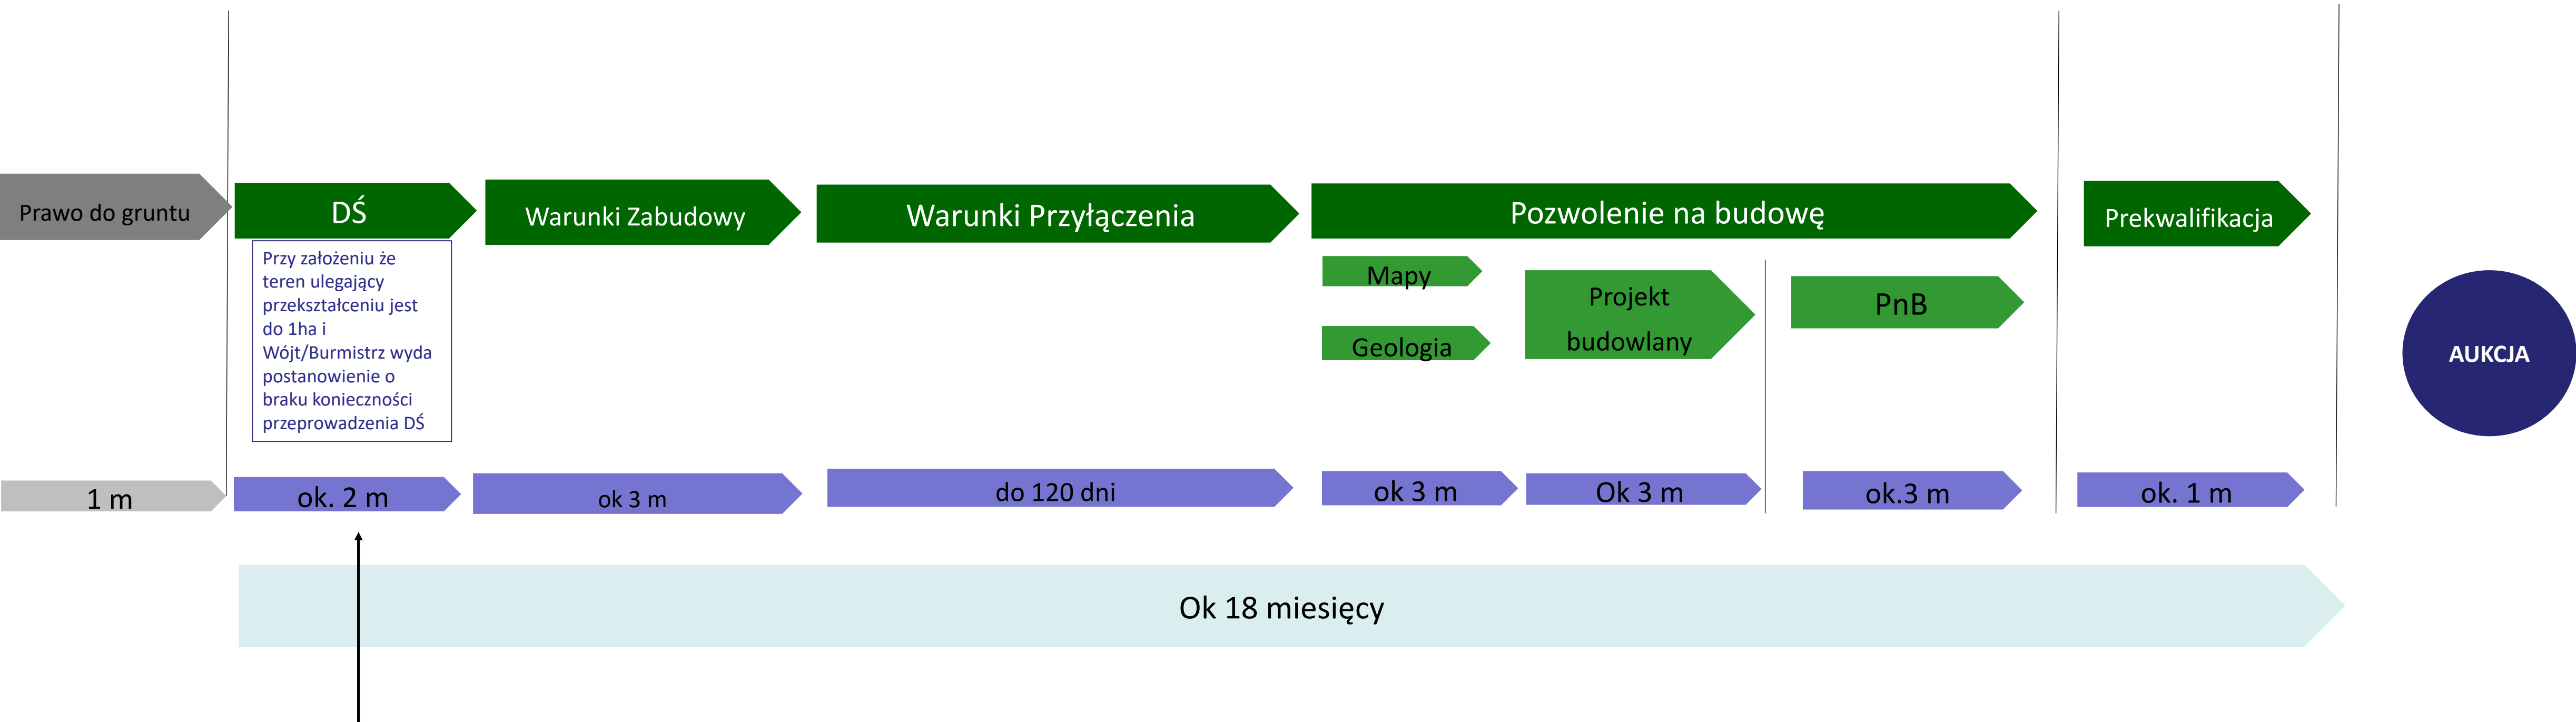 Prawo do gruntu
DŚ
Warunki Zabudowy
Warunki Przyłączenia
Pozwolenie na budowę
Prekwalifikacja
Przy założeniu że
teren ulegający
przekształceniu jest
do 1ha i
Wójt/Burmistrz wyda
postanowienie o
braku konieczności
przeprowadzenia DŚ
Mapy
Geologia
Projekt
budowlany
PnB
AUKCJA
1 m
ok. 2 m
ok 3 m
do 120 dni
ok 3 m
Ok 3 m
ok.3 m
ok. 1 m
Ok 18 miesięcy